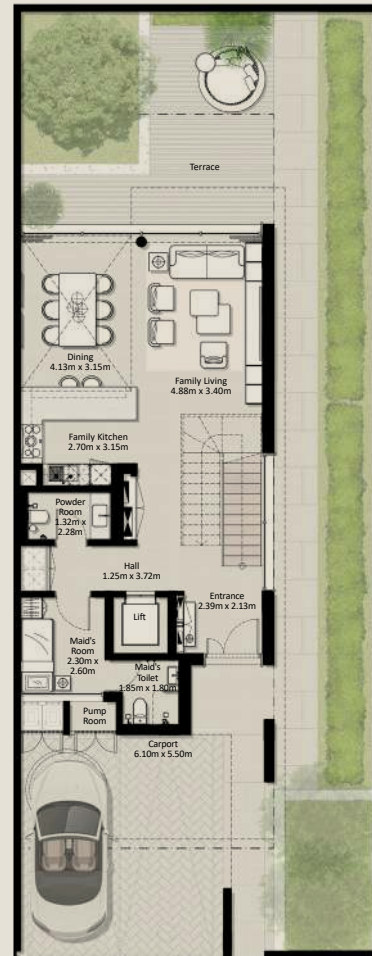 Terrace
Dining
4.13m x 3.15m
Family Living
4.88m x 3.40m
Family Kitchen
2.70m x 3.15m
Powder
Room
1.32m x
2.28m
Hall
1.25m x 3.72m
Entrance
2.39m x 2.13m
Lift
Maid's
Room
2.30m x
2.60m
Maid's
Toilet
1.85m x 1.80m
Pump
Room
Carport
6.10m x 5.50m